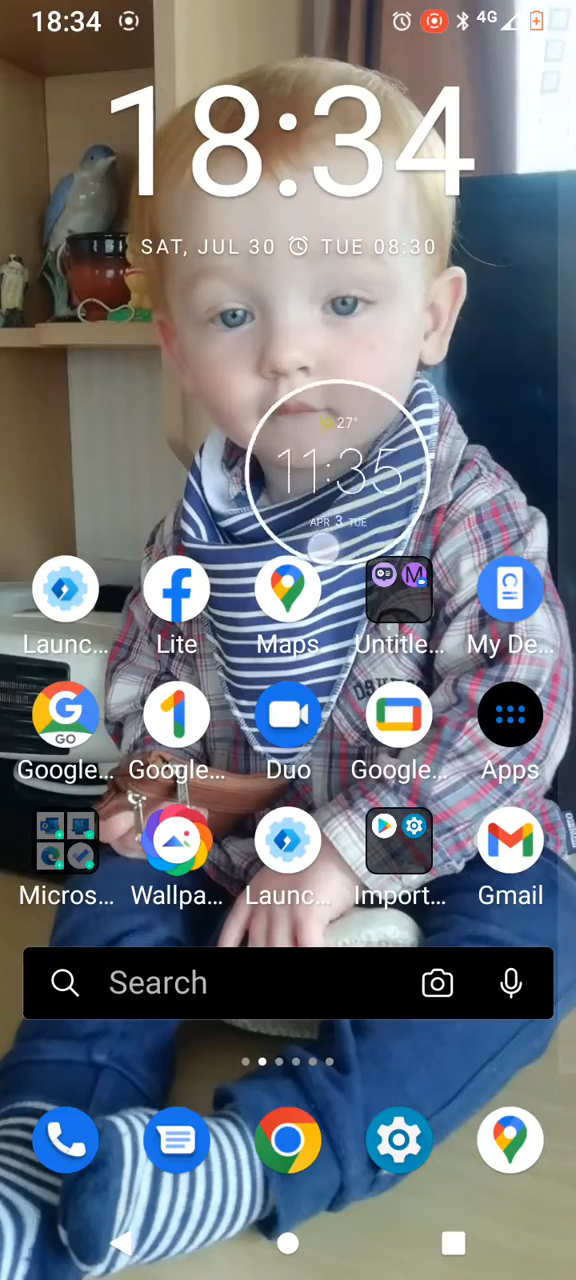 18:34
4G
18:34
SAT, JUL 30 TUE 08:30
27°
11:35
APR 3 TUE
Launc... Lite Maps Untitle... My De...
Google... Google... Duo Google... Apps
Micros... Wallpa... Launc... Import... Gmail
Search